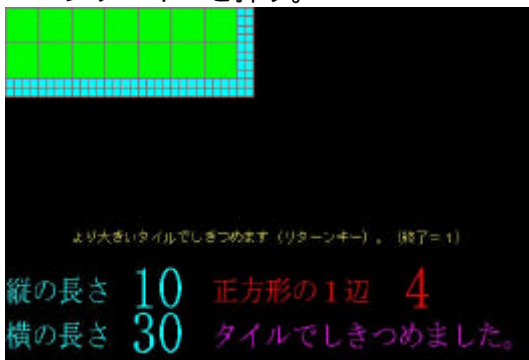 より大きいタイルでしきつめます（リターンキー）。（終了＝１）
縦の長さ 10 正方形の１辺 4
横の長さ 30 タイルでしきつめました。